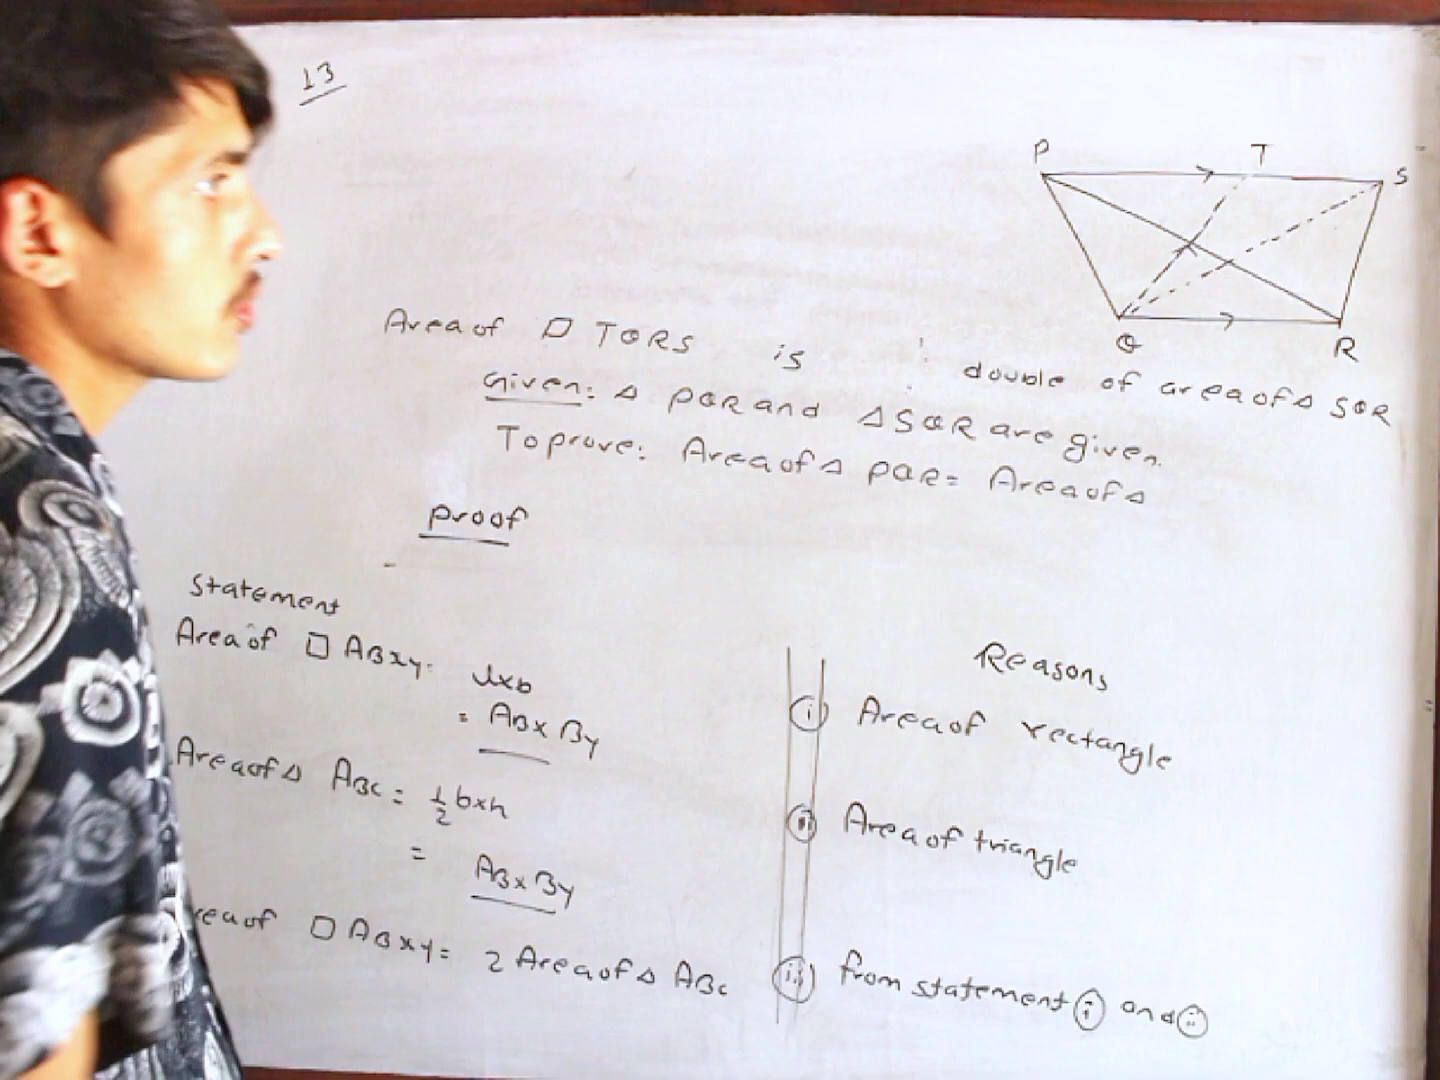 13
P T S
Q R
Area of □ TQRS is double of area of △ SQR
Given: △ PQR and △ SQR are given.
To prove: Area of △ PQR = Area of △
Proof
Statement Reasons
Area of □ ABXY = l×b (i) Area of rectangle
= AB × BY
Area of △ ABC = 1/2 b×h (ii) Area of triangle
= AB × BY
rea of □ ABXY = 2 Area of △ ABC (iii) from statement (i) and (ii)